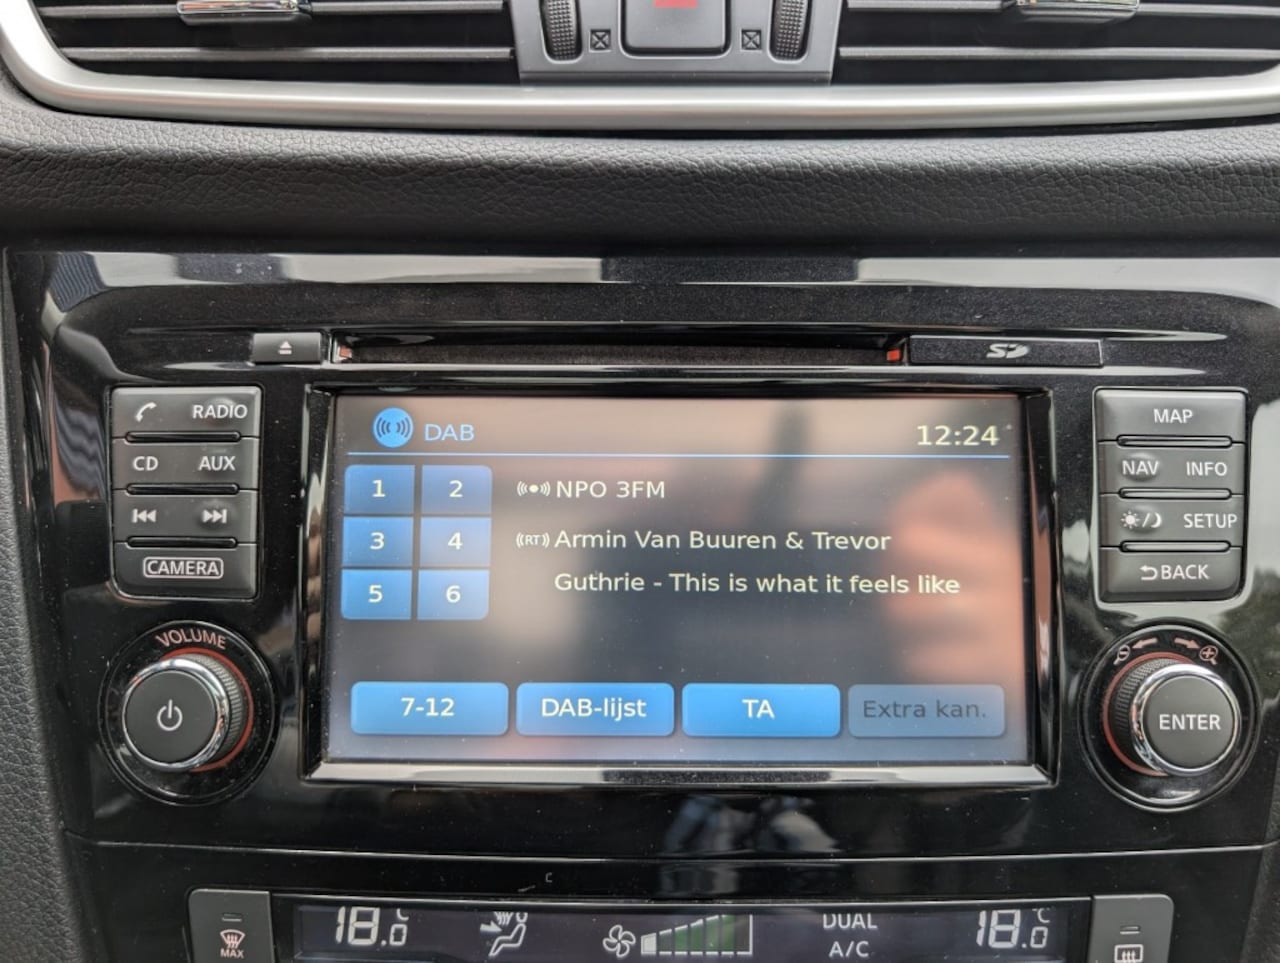 SD
RADIO
CD AUX
CAMERA
VOLUME
DAB 12:24
1 2
3 4
5 6
NPO 3FM
(RT) Armin Van Buuren & Trevor
Guthrie - This is what it feels like
7-12 DAB-lijst TA Extra kan.
MAP
NAV INFO
SETUP
BACK
ENTER
MAX
18.0 °C
DUAL
A/C
18.0 °C